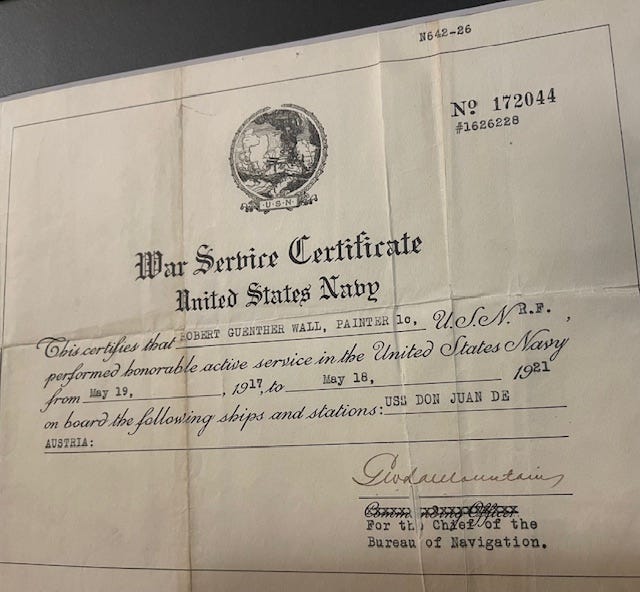 N642-26
No 172044
#1626228
U·S·N
War Service Certificate
United States Navy
This certifies that ROBERT GUENTHER WALL, PAINTER 1c, U.S.N.R.F.,
performed honorable active service in the United States Navy
from May 19, , 1917, to May 18, 1921
on board the following ships and stations: USS DON JUAN DE
AUSTRIA:
Commanding Officer
For the Chief of the
Bureau of Navigation.